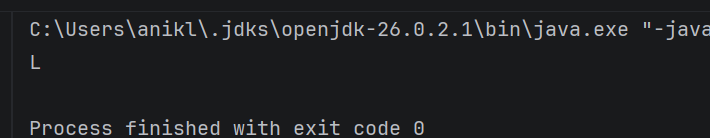 C:\Users\anikl\.jdks\openjdk-26.0.2.1\bin\java.exe "-java
L
Process finished with exit code 0